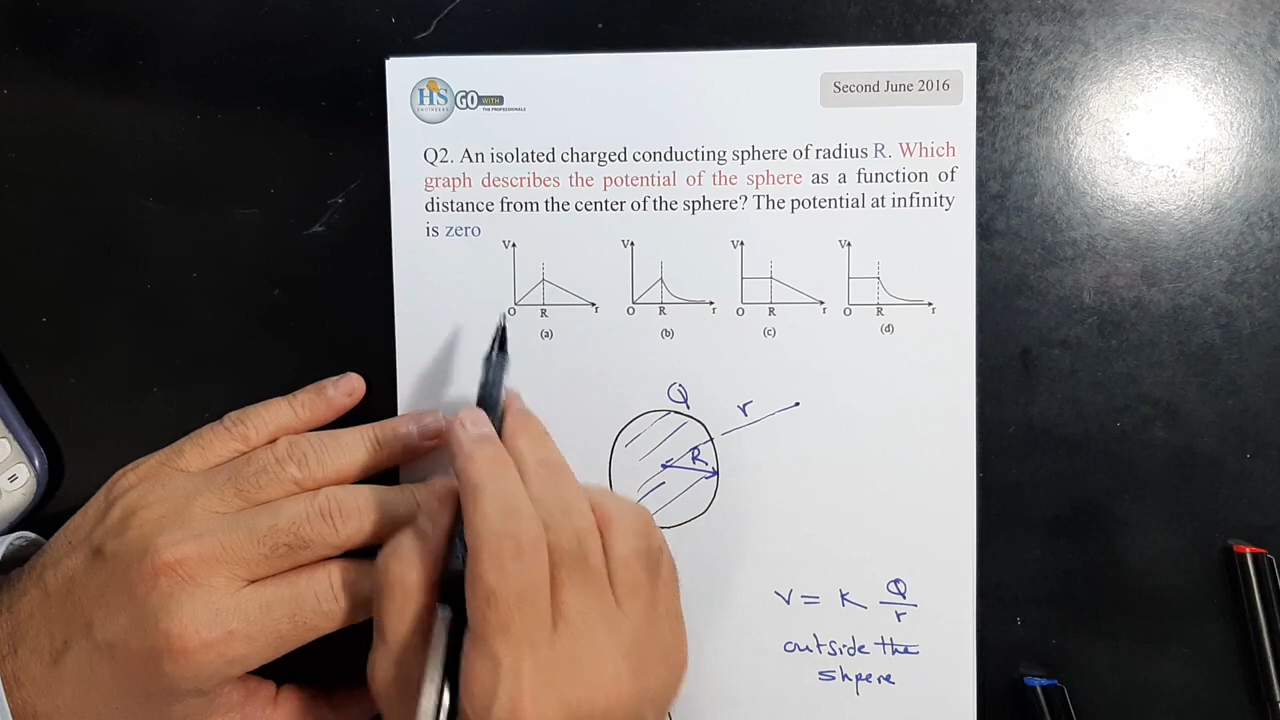 HS
ENGINEERS
GO WITH
THE PROFESSIONALS
Second June 2016
Q2. An isolated charged conducting sphere of radius R. Which
graph describes the potential of the sphere as a function of
distance from the center of the sphere? The potential at infinity
is zero
V V V V
O R r O R r O R r O R r
(a) (b) (c) (d)
Q
r
R
V = K Q/r
outside the
shpere
=